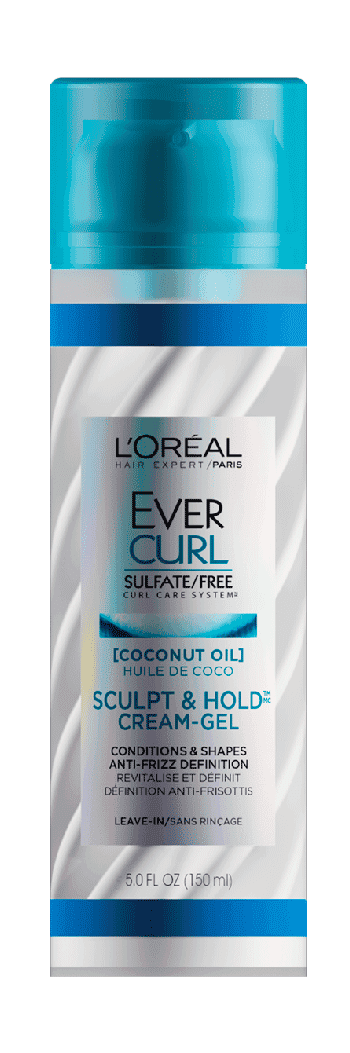 L'ORÉAL
HAIR EXPERT/PARIS
EVER
CURL
SULFATE/FREE
CURL CARE SYSTEM
[COCONUT OIL]
HUILE DE COCO
SCULPT & HOLD™ MC
CREAM-GEL
CONDITIONS & SHAPES
ANTI-FRIZZ DEFINITION
REVITALISE ET DÉFINIT
DÉFINITION ANTI-FRISOTTIS
LEAVE-IN/SANS RINÇAGE
5.0 FL OZ (150 ml)